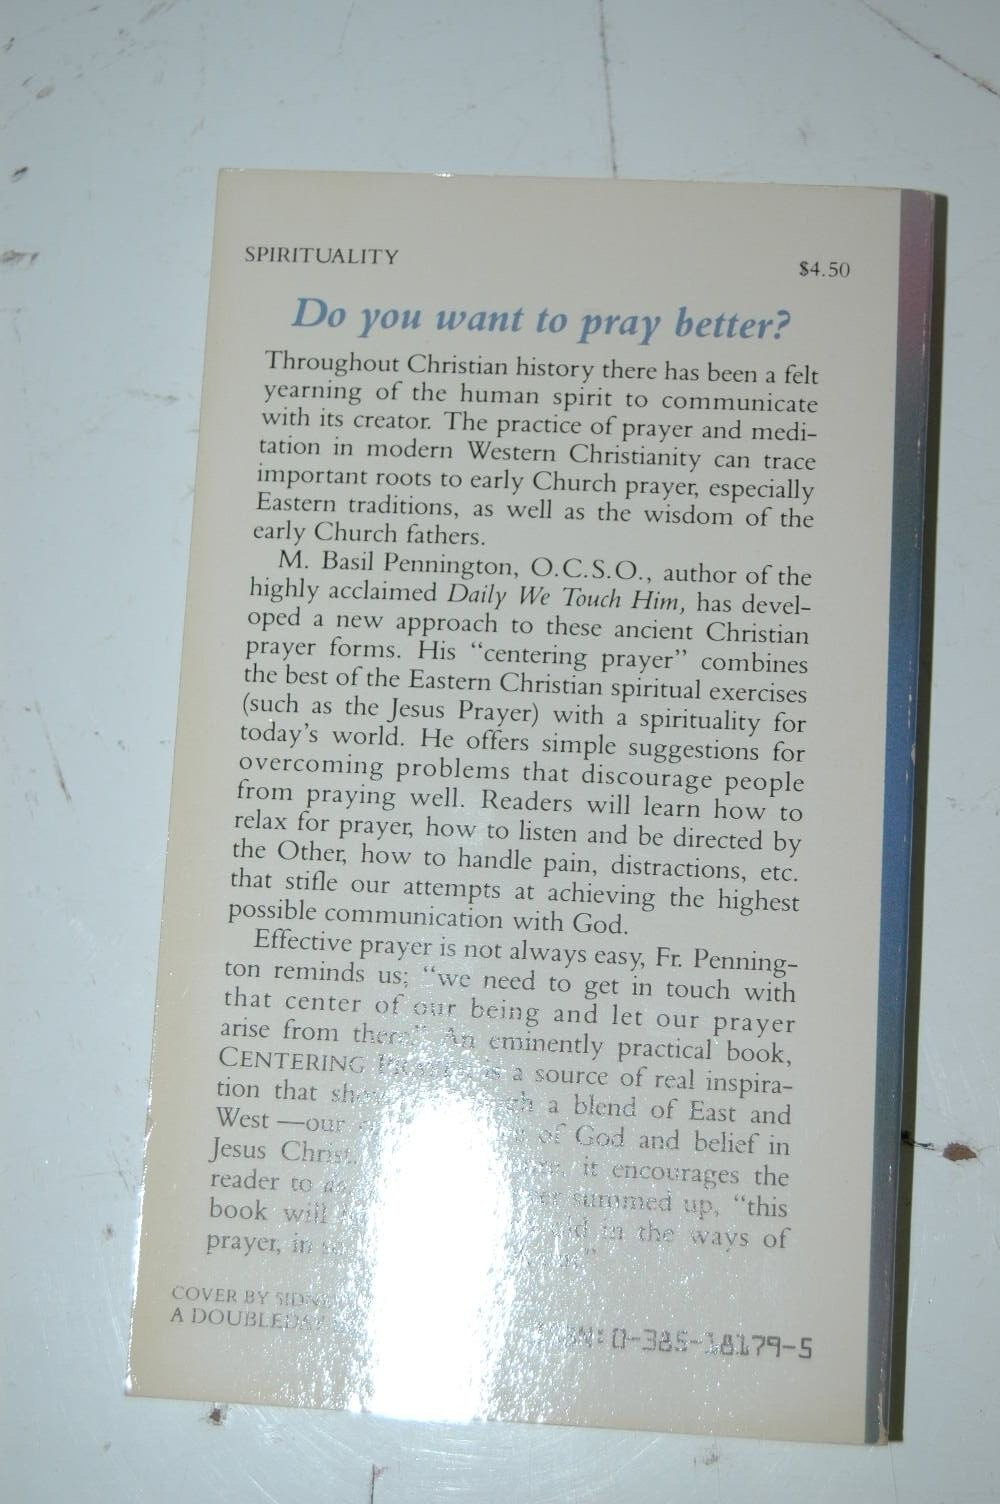 SPIRITUALITY
$4.50
Do you want to pray better?
Throughout Christian history there has been a felt
yearning of the human spirit to communicate
with its creator. The practice of prayer and medi-
tation in modern Western Christianity can trace
important roots to early Church prayer, especially
Eastern traditions, as well as the wisdom of the
early Church fathers.
M. Basil Pennington, O.C.S.O., author of the
highly acclaimed Daily We Touch Him, has devel-
oped a new approach to these ancient Christian
prayer forms. His “centering prayer” combines
the best of the Eastern Christian spiritual exercises
(such as the Jesus Prayer) with a spirituality for
today's world. He offers simple suggestions for
overcoming problems that discourage people
from praying well. Readers will learn how to
relax for prayer, how to listen and be directed by
the Other, how to handle pain, distractions, etc.
that stifle our attempts at achieving the highest
possible communication with God.
Effective prayer is not always easy, Fr. Penning-
ton reminds us; “we need to get in touch with
that center of our being and let our prayer
arise from there.” An eminently practical book,
CENTERING PRAYER is a source of real inspira-
tion that a blend of East and
West —our of God and belief in
Jesus Christ. it encourages the
reader to summed up, “this
book will in the ways of
prayer, in
COVER BY
A DOUBLEDAY
0-385-18179-5